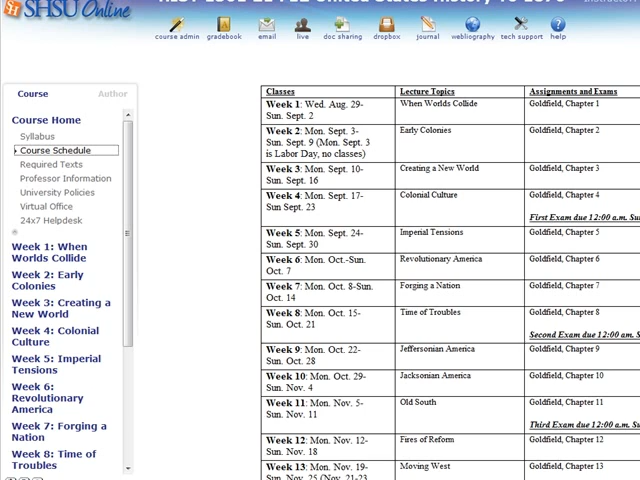 SHSU Online
course admin gradebook email live doc sharing dropbox journal webliography tech support help
Course Author
Course Home
Syllabus
Course Schedule
Required Texts
Professor Information
University Policies
Virtual Office
24x7 Helpdesk
Week 1: When
Worlds Collide
Week 2: Early
Colonies
Week 3: Creating a
New World
Week 4: Colonial
Culture
Week 5: Imperial
Tensions
Week 6:
Revolutionary
America
Week 7: Forging a
Nation
Week 8: Time of
Troubles
Classes Lecture Topics Assignments and Exams
Week 1: Wed. Aug. 29- When Worlds Collide Goldfield, Chapter 1
Sun. Sept. 2
Week 2: Mon. Sept. 3- Early Colonies Goldfield, Chapter 2
Sun. Sept. 9 (Mon. Sept. 3
is Labor Day, no classes)
Week 3: Mon. Sept. 10- Creating a New World Goldfield, Chapter 3
Sun. Sept. 16
Week 4: Mon. Sept. 17- Colonial Culture Goldfield, Chapter 4
Sun Sept. 23
First Exam due 12:00 a.m. Su
Week 5: Mon. Sept. 24- Imperial Tensions Goldfield, Chapter 5
Sun. Sept. 30
Week 6: Mon. Oct.-Sun. Revolutionary America Goldfield, Chapter 6
Oct. 7
Week 7: Mon. Oct. 8-Sun. Forging a Nation Goldfield, Chapter 7
Oct. 14
Week 8: Mon. Oct. 15- Time of Troubles Goldfield, Chapter 8
Sun. Oct. 21
Second Exam due 12:00 a.m.
Week 9: Mon. Oct. 22- Jeffersonian America Goldfield, Chapter 9
Sun. Oct. 28
Week 10: Mon. Oct. 29- Jacksonian America Goldfield, Chapter 10
Sun. Nov. 4
Week 11: Mon. Nov. 5- Old South Goldfield, Chapter 11
Sun. Nov. 11
Third Exam due 12:00 a.m. Su
Week 12: Mon. Nov. 12- Fires of Reform Goldfield, Chapter 12
Sun. Nov. 18
Week 13: Mon. Nov. 19- Moving West Goldfield, Chapter 13
Sun. Nov. 25 (Nov. 21-23